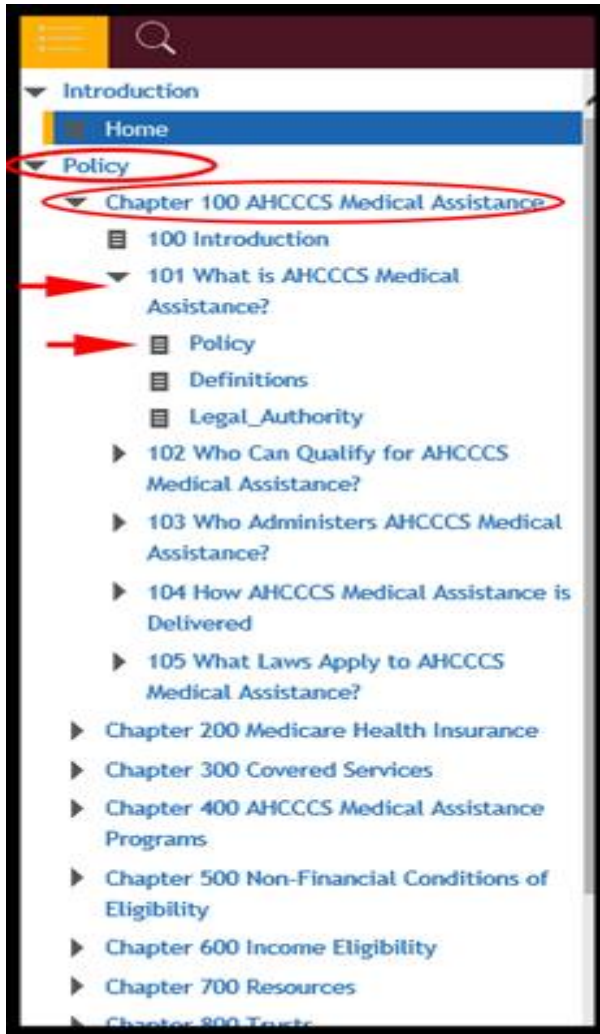 Introduction
Home
Policy
Chapter 100 AHCCCS Medical Assistance
100 Introduction
101 What is AHCCCS Medical
Assistance?
Policy
Definitions
Legal_Authority
102 Who Can Qualify for AHCCCS
Medical Assistance?
103 Who Administers AHCCCS Medical
Assistance?
104 How AHCCCS Medical Assistance is
Delivered
105 What Laws Apply to AHCCCS
Medical Assistance?
Chapter 200 Medicare Health Insurance
Chapter 300 Covered Services
Chapter 400 AHCCCS Medical Assistance
Programs
Chapter 500 Non-Financial Conditions of
Eligibility
Chapter 600 Income Eligibility
Chapter 700 Resources
Chapter 800 Trusts